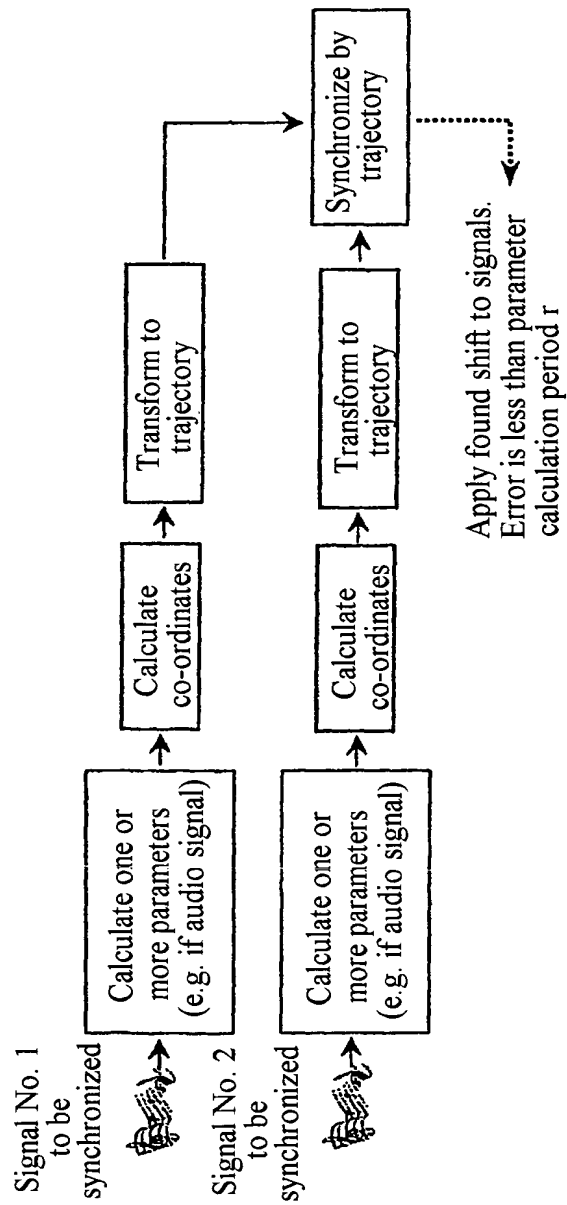 Signal No. 1
to be
synchronized
Calculate one or
more parameters
(e.g. if audio signal)
Calculate
co-ordinates
Transform to
trajectory
Signal No. 2
to be
synchronized
Calculate one or
more parameters
(e.g. if audio signal)
Calculate
co-ordinates
Transform to
trajectory
Synchronize by
trajectory
Apply found shift to signals.
Error is less than parameter
calculation period r